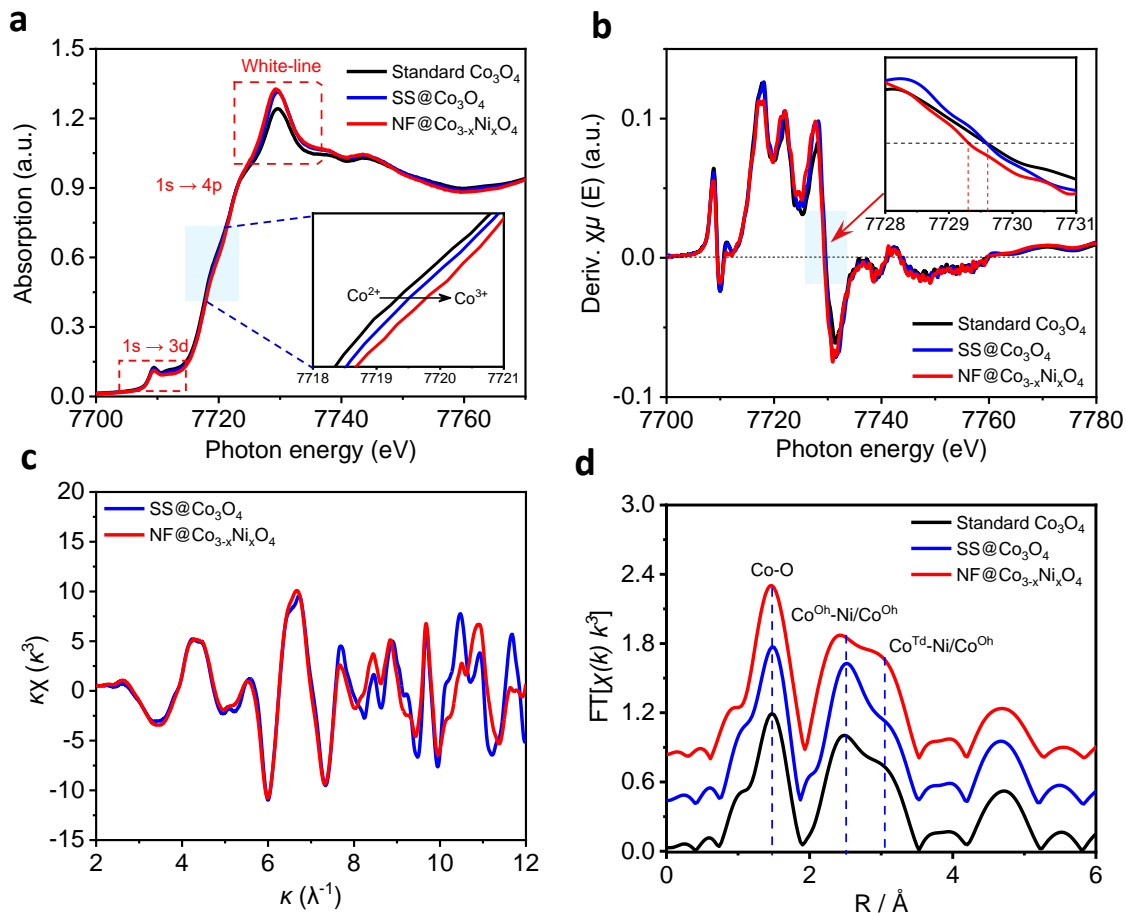 a
1.5
1.2
0.9
0.6
0.3
0.0
Absorption (a.u.)
White-line
Standard Co₃O₄
SS@Co₃O₄
NF@Co₃₋ₓNiₓO₄
1s → 4p
1s → 3d
Co²⁺
Co³⁺
7718 7719 7720 7721
7700 7720 7740 7760
Photon energy (eV)
b
0.1
0.0
-0.1
Deriv. χμ (E) (a.u.)
7728 7729 7730 7731
Standard Co₃O₄
SS@Co₃O₄
NF@Co₃₋ₓNiₓO₄
7700 7710 7720 7730 7740 7750 7760 7770 7780
Photon energy (eV)
c
20
15
10
5
0
-5
-10
-15
κχ (κ³)
SS@Co₃O₄
NF@Co₃₋ₓNiₓO₄
2 4 6 8 10 12
κ (λ⁻¹)
d
3.0
2.4
1.8
1.2
0.6
0.0
FT[χ(k) k³]
Standard Co₃O₄
SS@Co₃O₄
NF@Co₃₋ₓNiₓO₄
Co-O
Coᴼʰ-Ni/Coᴼʰ
Coᵀᵈ-Ni/Coᴼʰ
0 2 4 6
R / Å